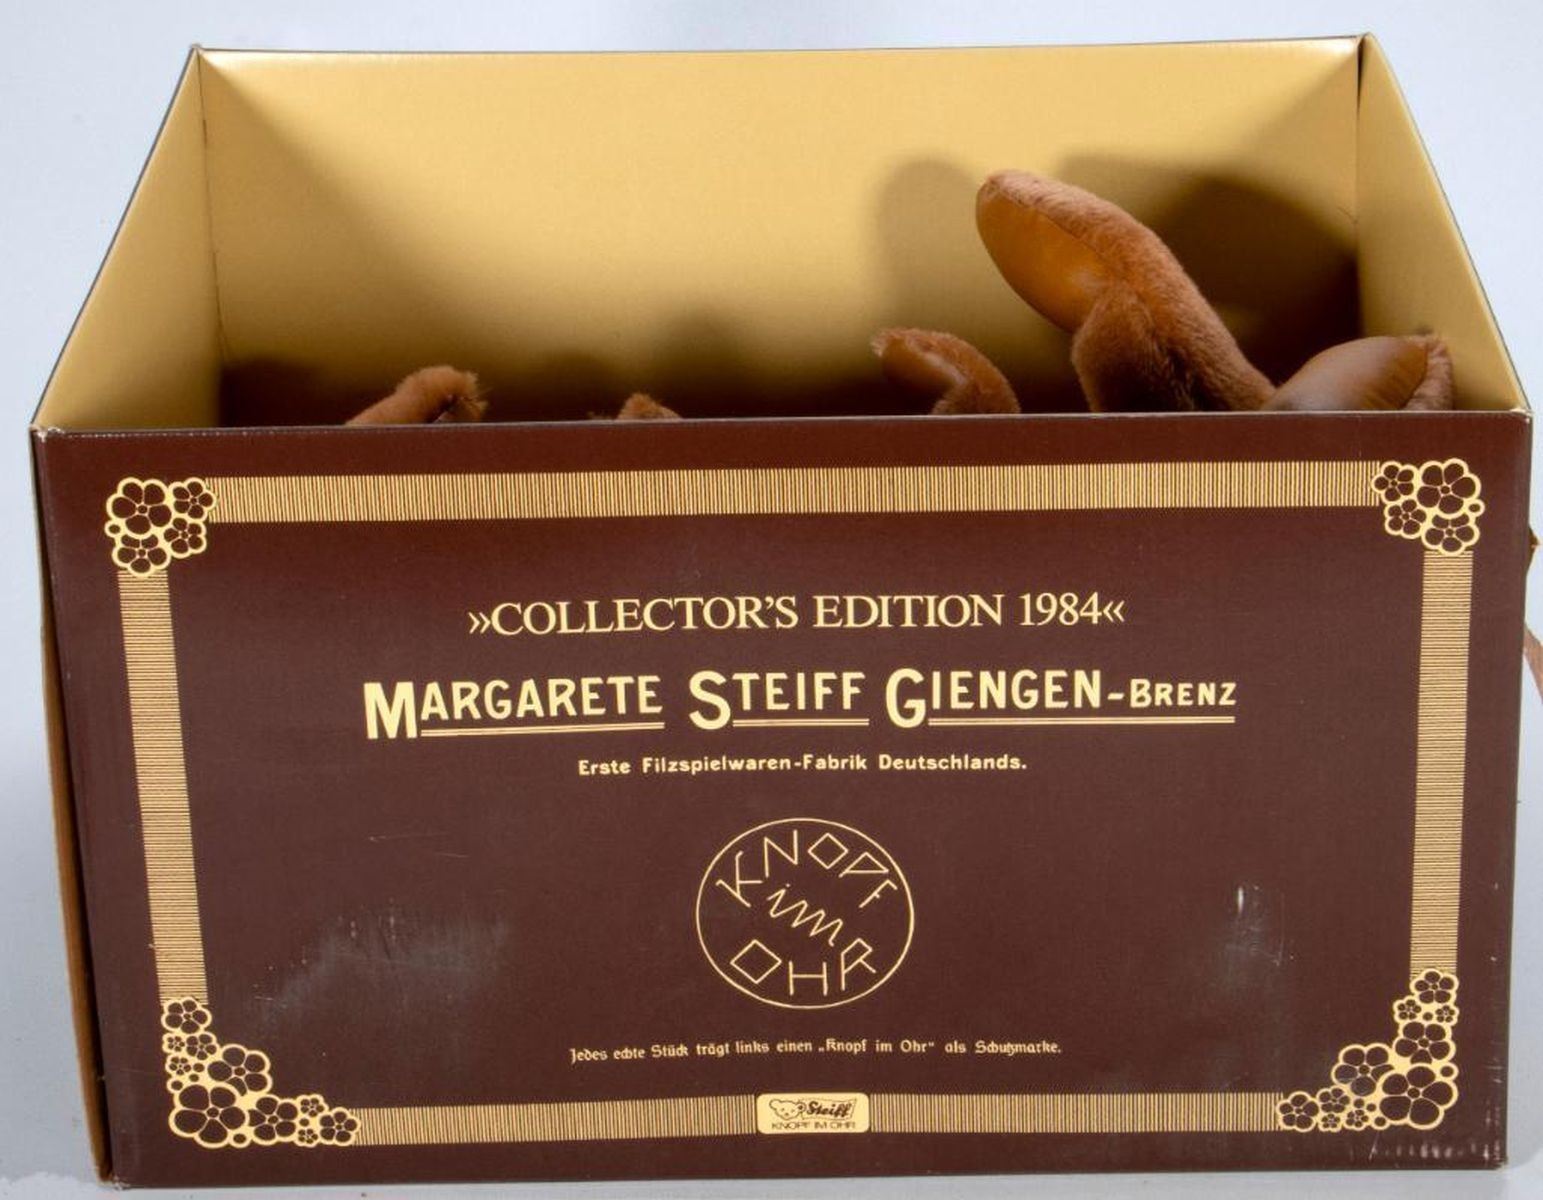 »COLLECTOR'S EDITION 1984«
MARGARETE STEIFF GIENGEN-BRENZ
Erste Filzspielwaren-Fabrik Deutschlands.
KNOPF
im
OHR
Jedes echte Stück trägt links einen „Knopf im Ohr“ als Schutzmarke.
Steiff
KNOPF IM OHR